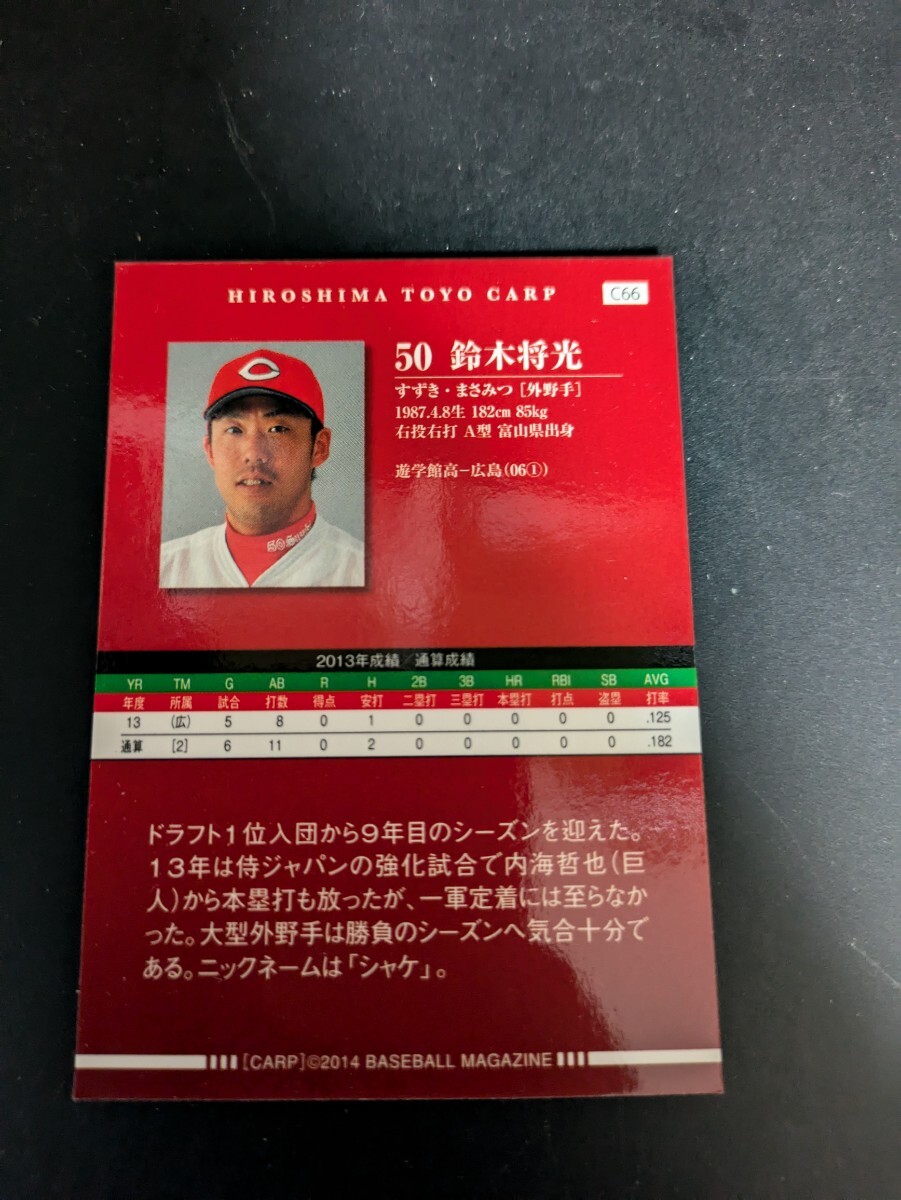 HIROSHIMA TOYO CARP
C66
50 鈴木将光
すずき・まさみつ [外野手]
1987.4.8生 182cm 85kg
右投右打 A型 富山県出身
遊学館高−広島(06①)
2013年成績／通算成績
YR TM G AB R H 2B 3B HR RBI SB AVG
年度 所属 試合 打数 得点 安打 二塁打 三塁打 本塁打 打点 盗塁 打率
13 (広) 5 8 0 1 0 0 0 0 0 .125
通算 [2] 6 11 0 2 0 0 0 0 0 .182
ドラフト1位入団から9年目のシーズンを迎えた。
13年は侍ジャパンの強化試合で内海哲也(巨
人)から本塁打も放ったが、一軍定着には至らなか
った。大型外野手は勝負のシーズンへ気合十分で
ある。ニックネームは「シャケ」。
[CARP]©2014 BASEBALL MAGAZINE